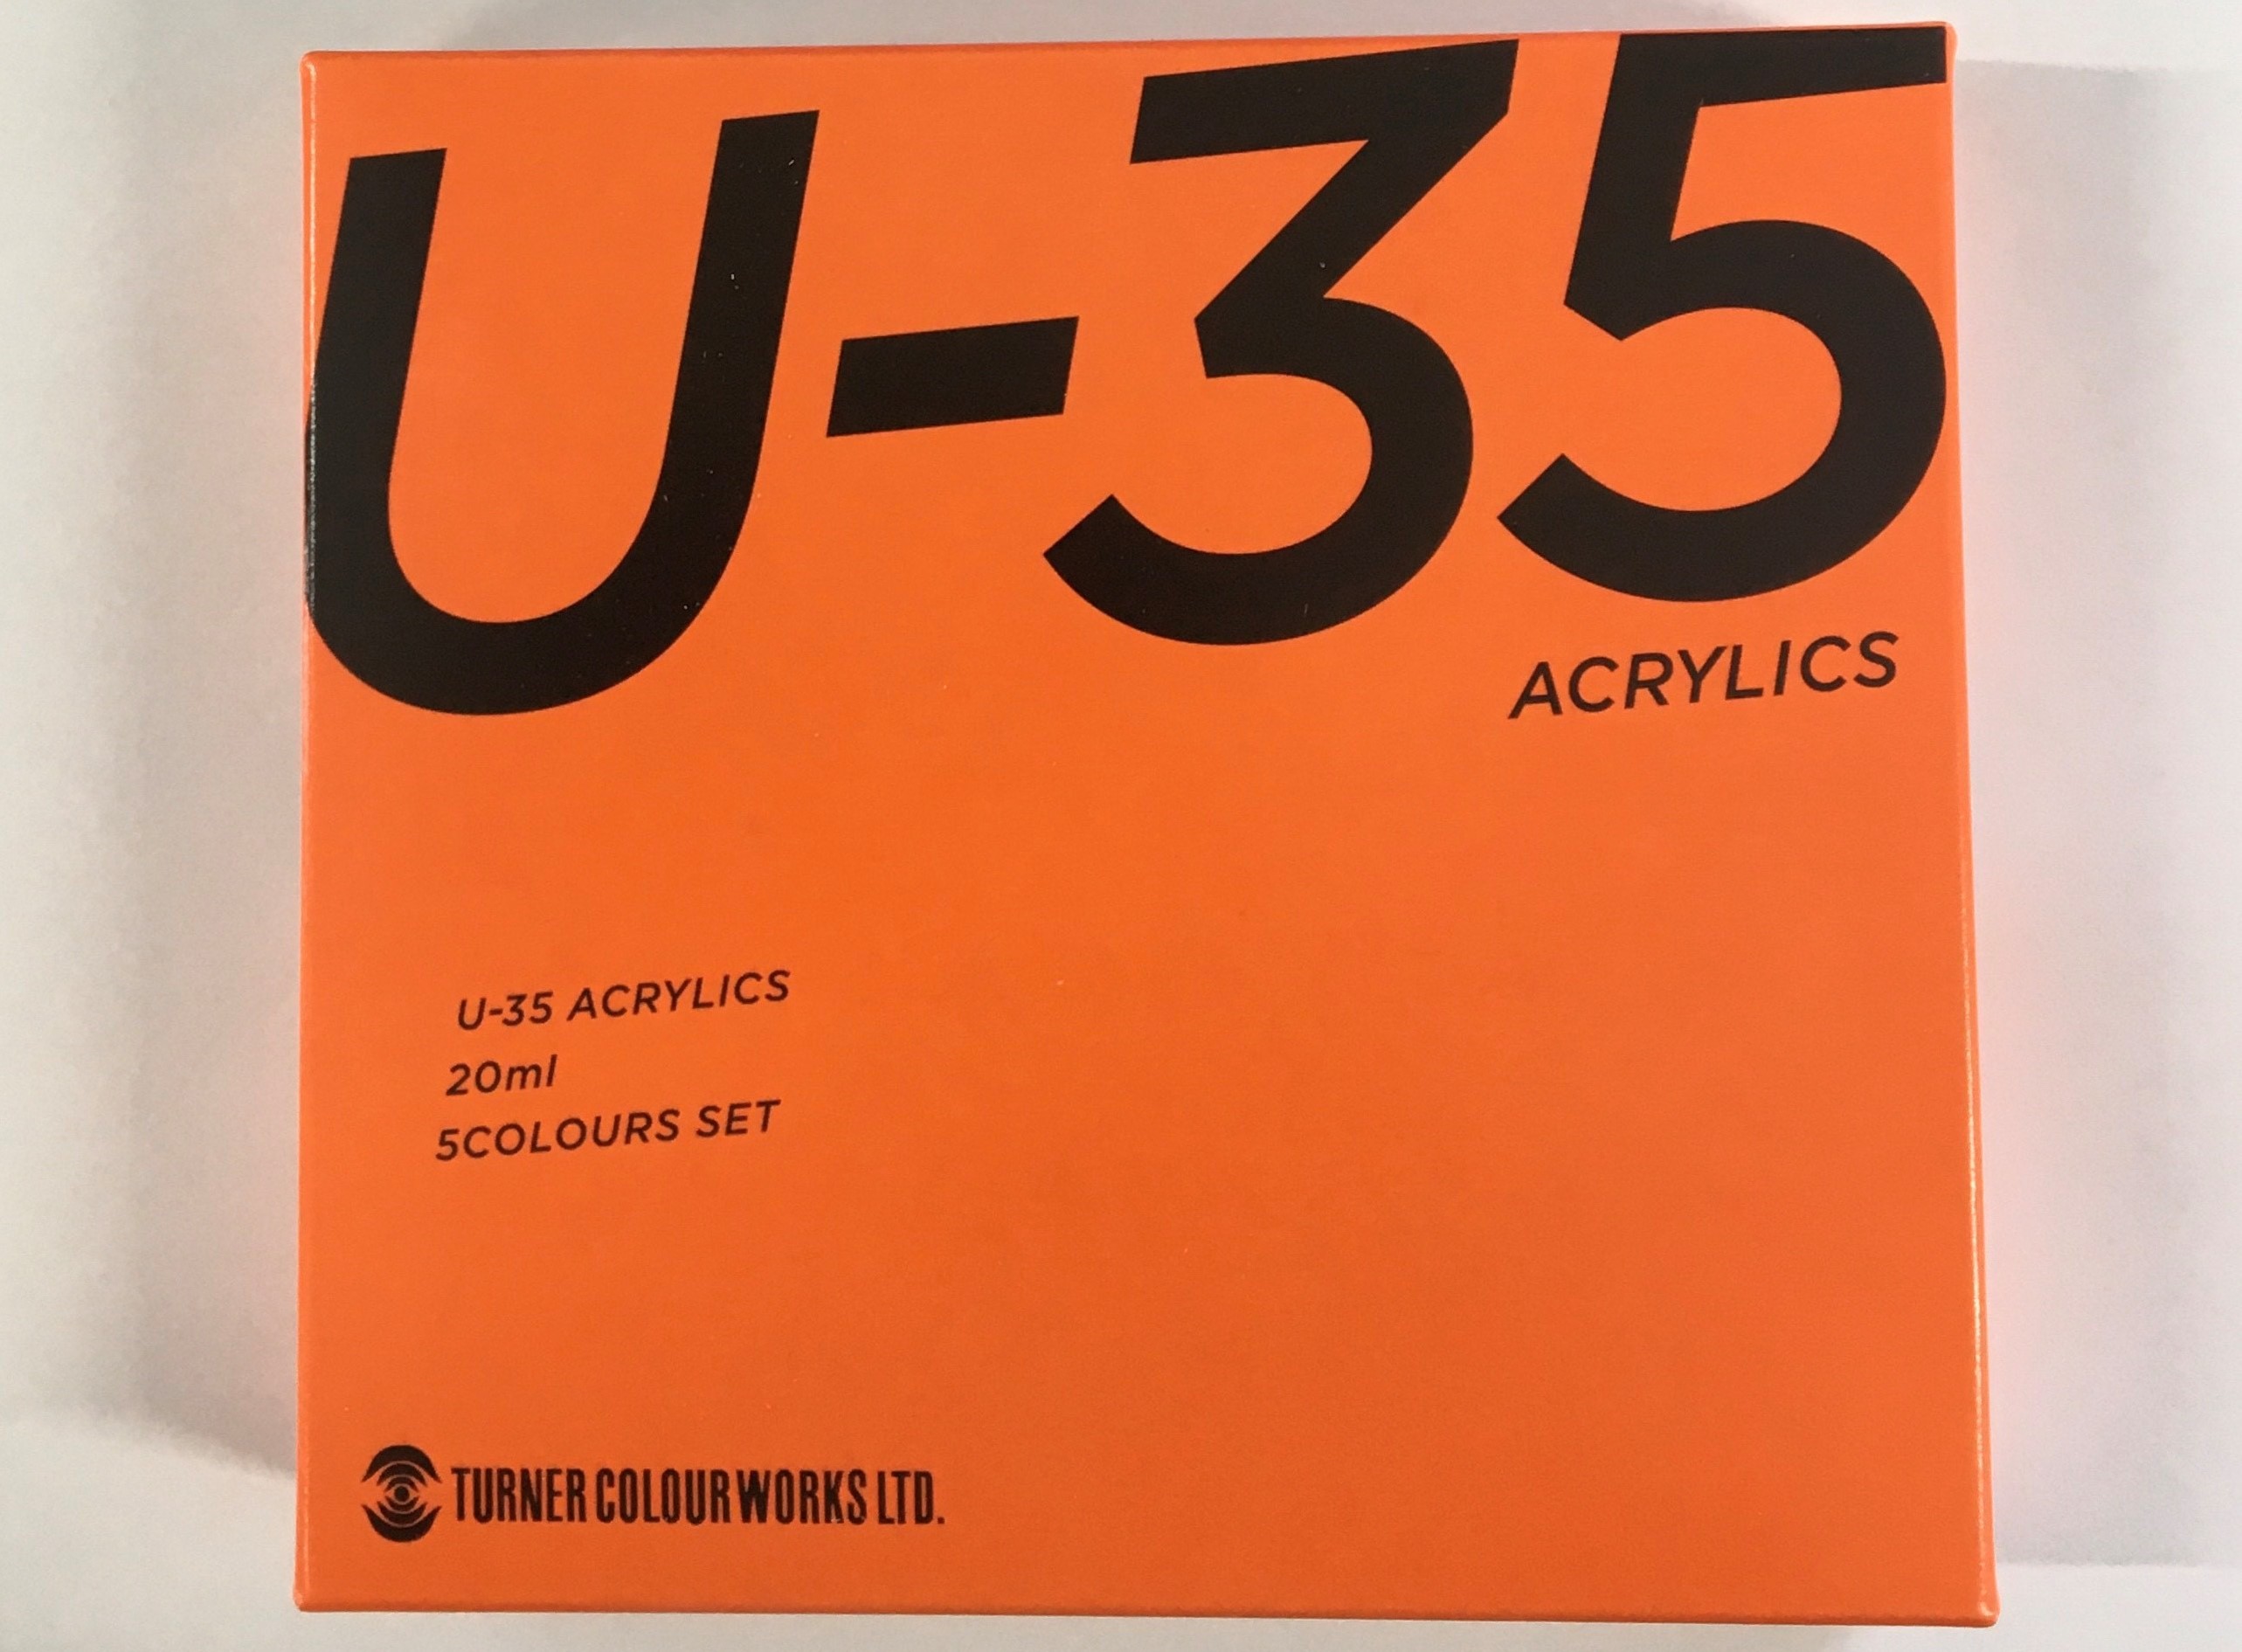 U-35
ACRYLICS
U-35 ACRYLICS
20ml
5COLOURS SET
TURNER COLOUR WORKS LTD.